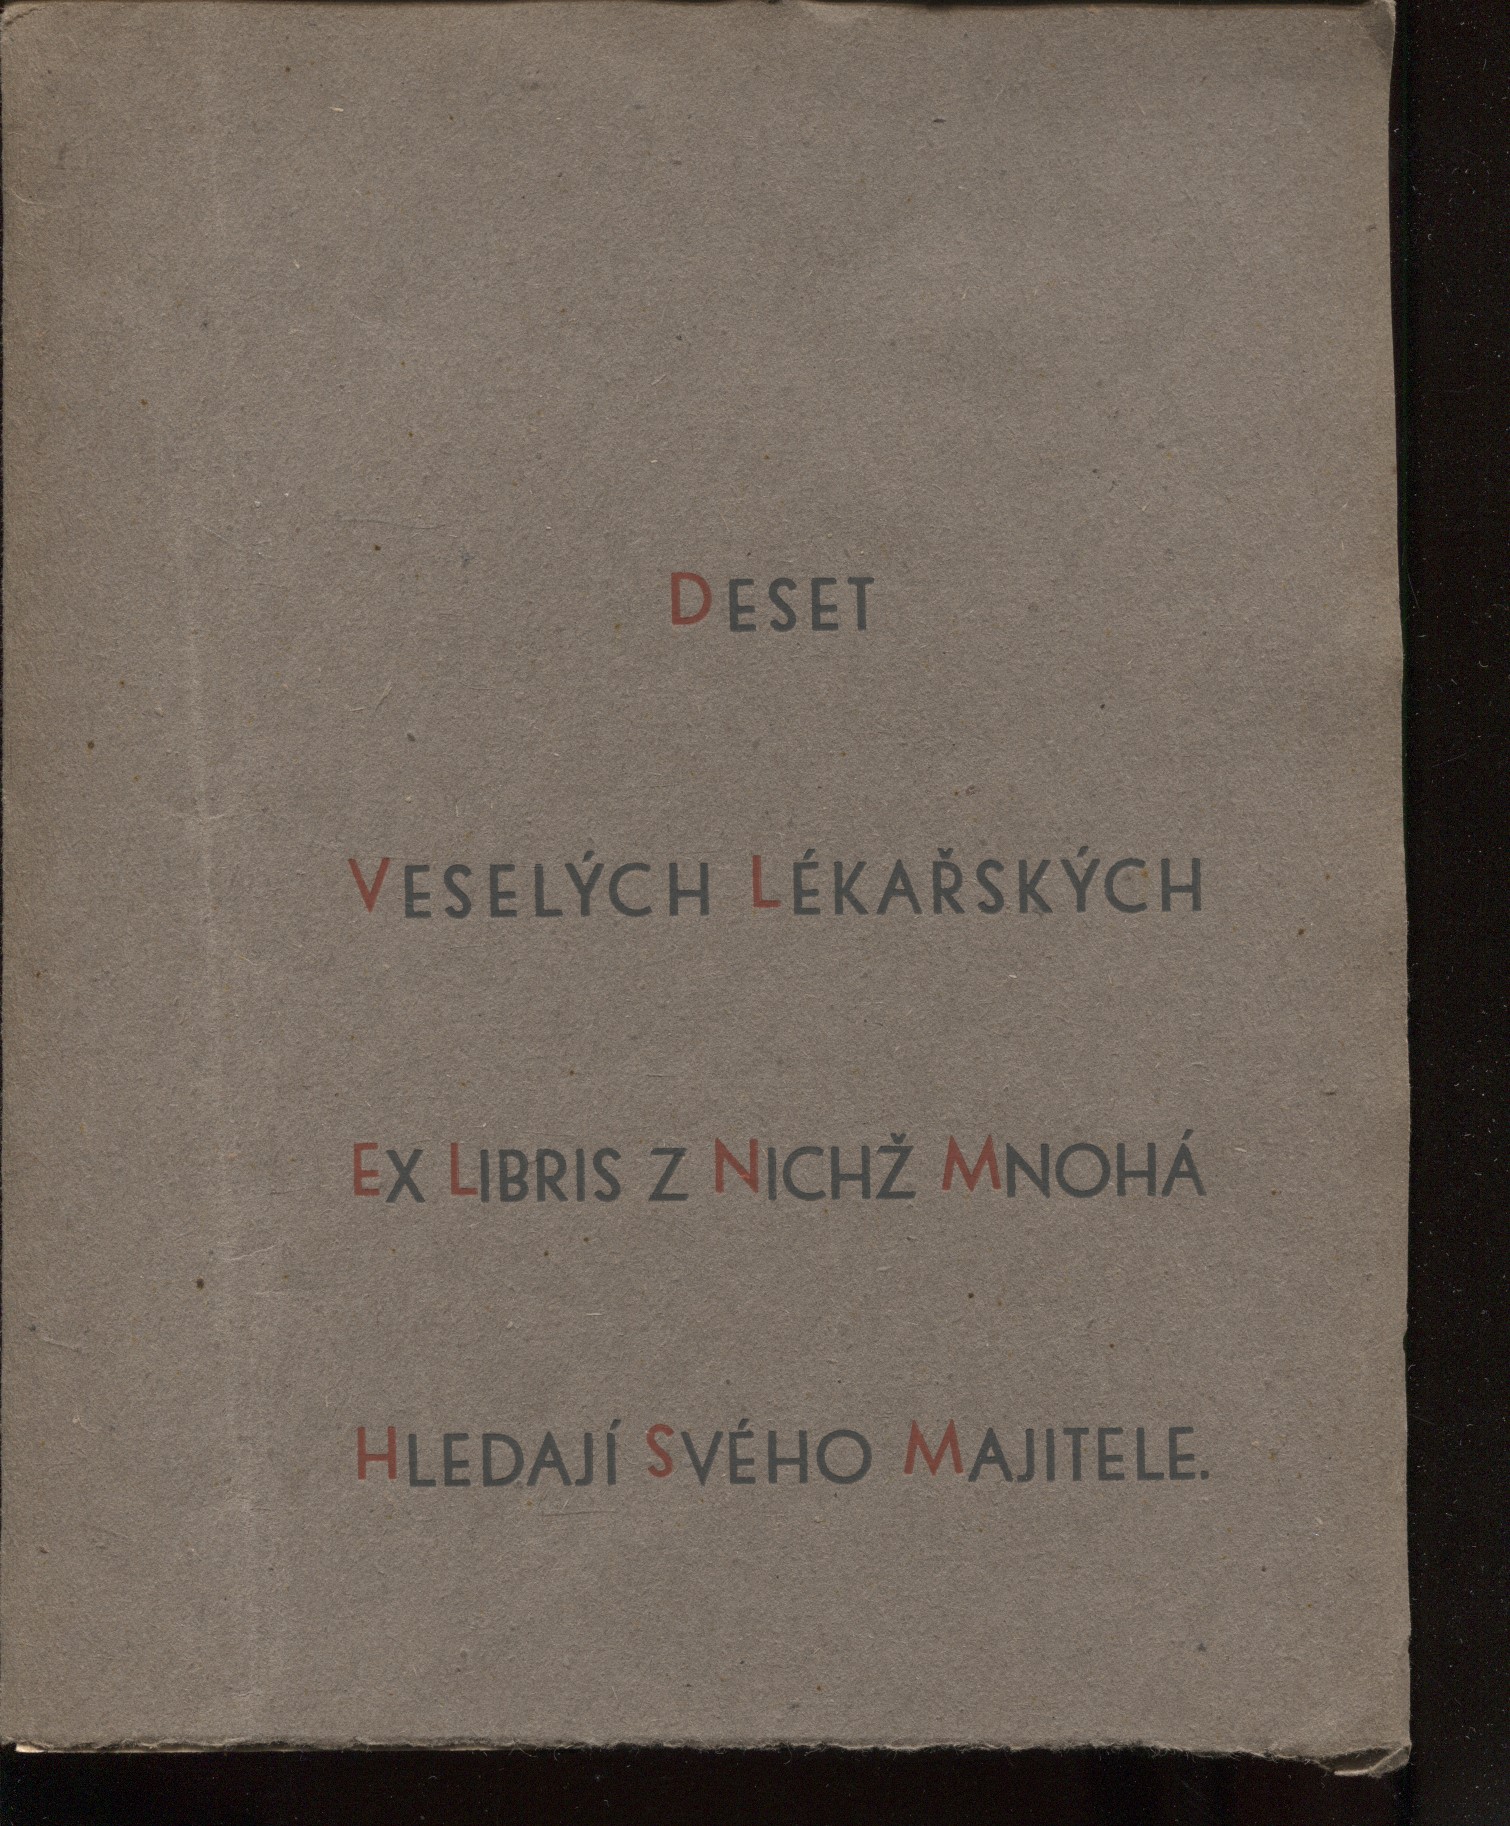 DESET
VESELÝCH LÉKAŘSKÝCH
EX LIBRIS Z NICHŽ MNOHÁ
HLEDAJÍ SVÉHO MAJITELE.